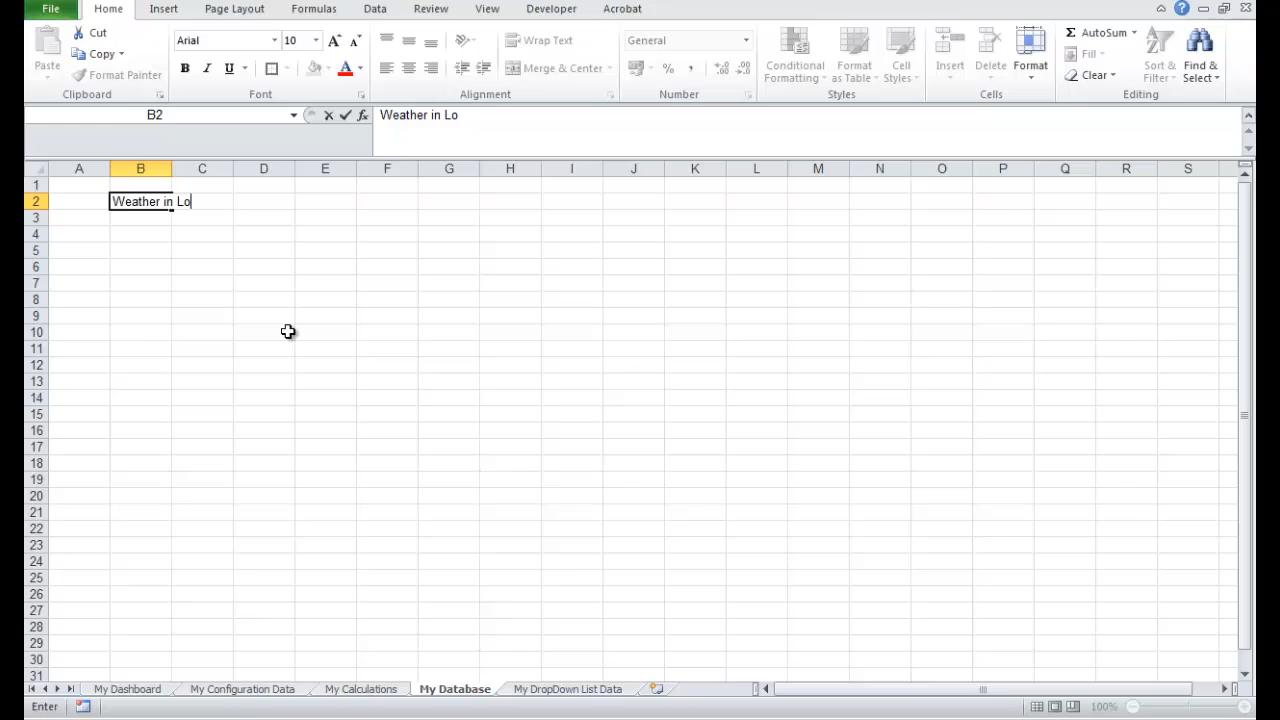 File Home Insert Page Layout Formulas Data Review View Developer Acrobat
Paste Cut Copy Format Painter Clipboard
Arial 10 A A B I U A Font
Wrap Text Merge & Center Alignment
General % , Number
Conditional Formatting Format as Table Cell Styles Styles
Insert Delete Format Cells
Σ AutoSum Fill Clear Sort & Filter Find & Select Editing
B2 fx Weather in Lo
A B C D E F G H I J K L M N O P Q R S
1
2 Weather in Lo
3
4
5
6
7
8
9
10
11
12
13
14
15
16
17
18
19
20
21
22
23
24
25
26
27
28
29
30
31
My Dashboard My Configuration Data My Calculations My Database My DropDown List Data
Enter 100%